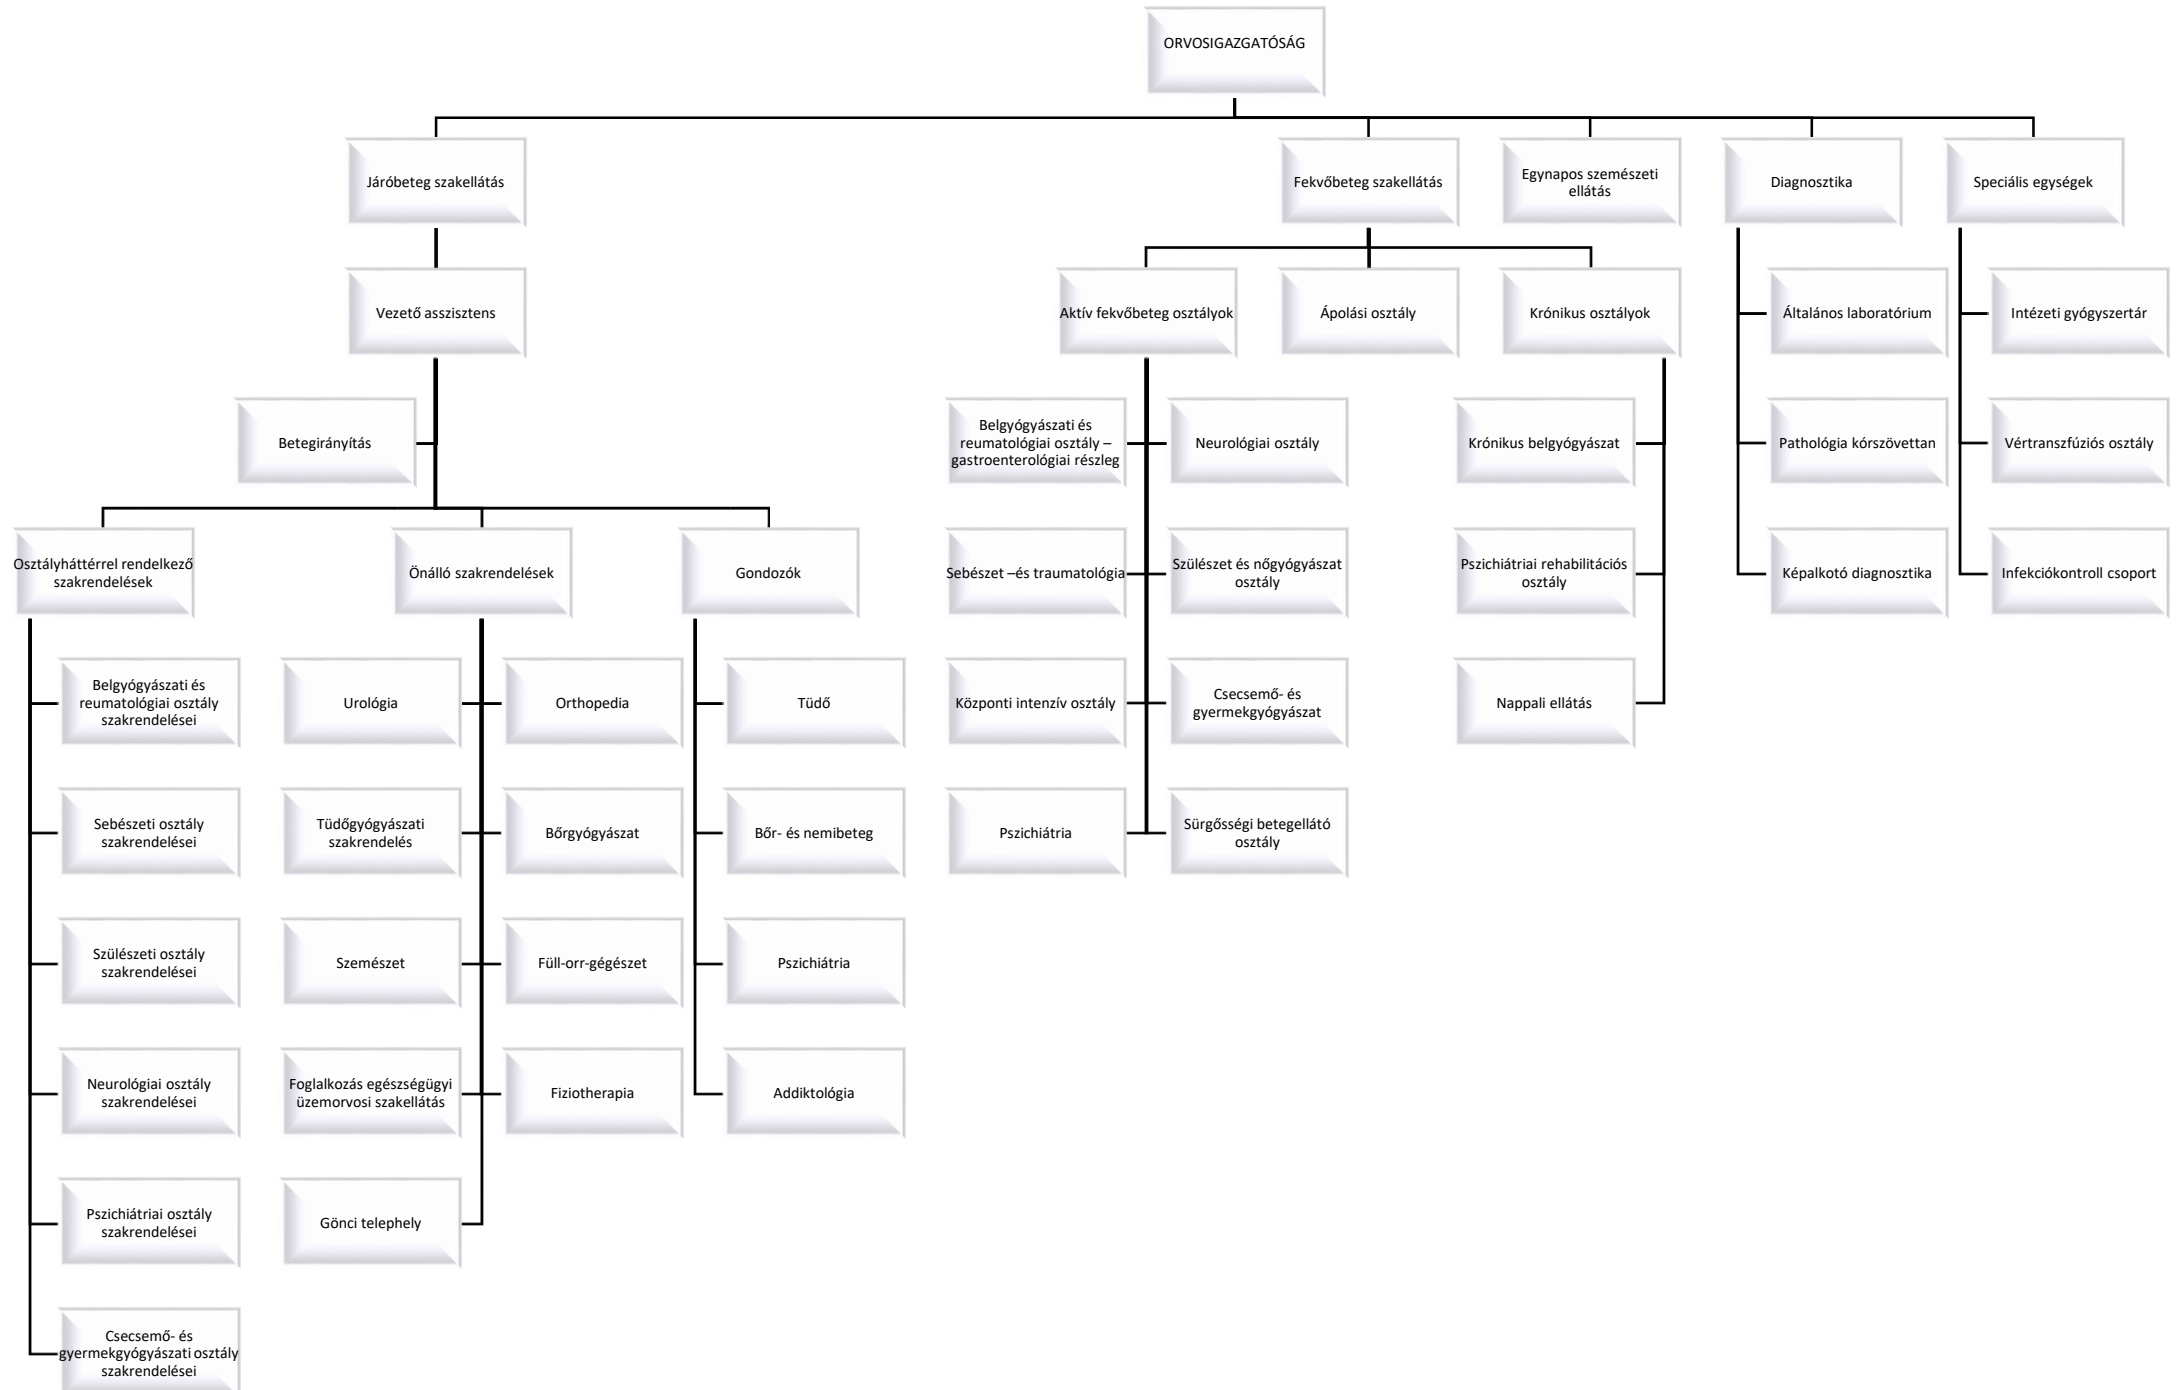 ORVOSIGAZGATÓSÁG
Járóbeteg szakellátás
Fekvőbeteg szakellátás
Egynapos szemészeti
ellátás
Diagnosztika
Speciális egységek
Vezető asszisztens
Aktív fekvőbeteg osztályok
Ápolási osztály
Krónikus osztályok
Általános laboratórium
Intézeti gyógyszertár
Betegirányítás
Belgyógyászati és
reumatológiai osztály –
gastroenterológiai részleg
Neurológiai osztály
Krónikus belgyógyászat
Pathológia kórszövettan
Vértranszfúziós osztály
Osztályháttérrel rendelkező
szakrendelések
Önálló szakrendelések
Gondozók
Sebészet –és traumatológia
Szülészet és nőgyógyászat
osztály
Pszichiátriai rehabilitációs
osztály
Képalkotó diagnosztika
Infekciókontroll csoport
Belgyógyászati és
reumatológiai osztály
szakrendelései
Urológia
Orthopedia
Tüdő
Központi intenzív osztály
Csecsemő- és
gyermekgyógyászat
Nappali ellátás
Sebészeti osztály
szakrendelései
Tüdőgyógyászati
szakrendelés
Bőrgyógyászat
Bőr- és nemibeteg
Pszichiátria
Sürgősségi betegellátó
osztály
Szülészeti osztály
szakrendelései
Szemészet
Füll-orr-gégészet
Pszichiátria
Neurológiai osztály
szakrendelései
Foglalkozás egészségügyi
üzemorvosi szakellátás
Fiziotherapia
Addiktológia
Pszichiátriai osztály
szakrendelései
Gönci telephely
Csecsemő- és
gyermekgyógyászati osztály
szakrendelései